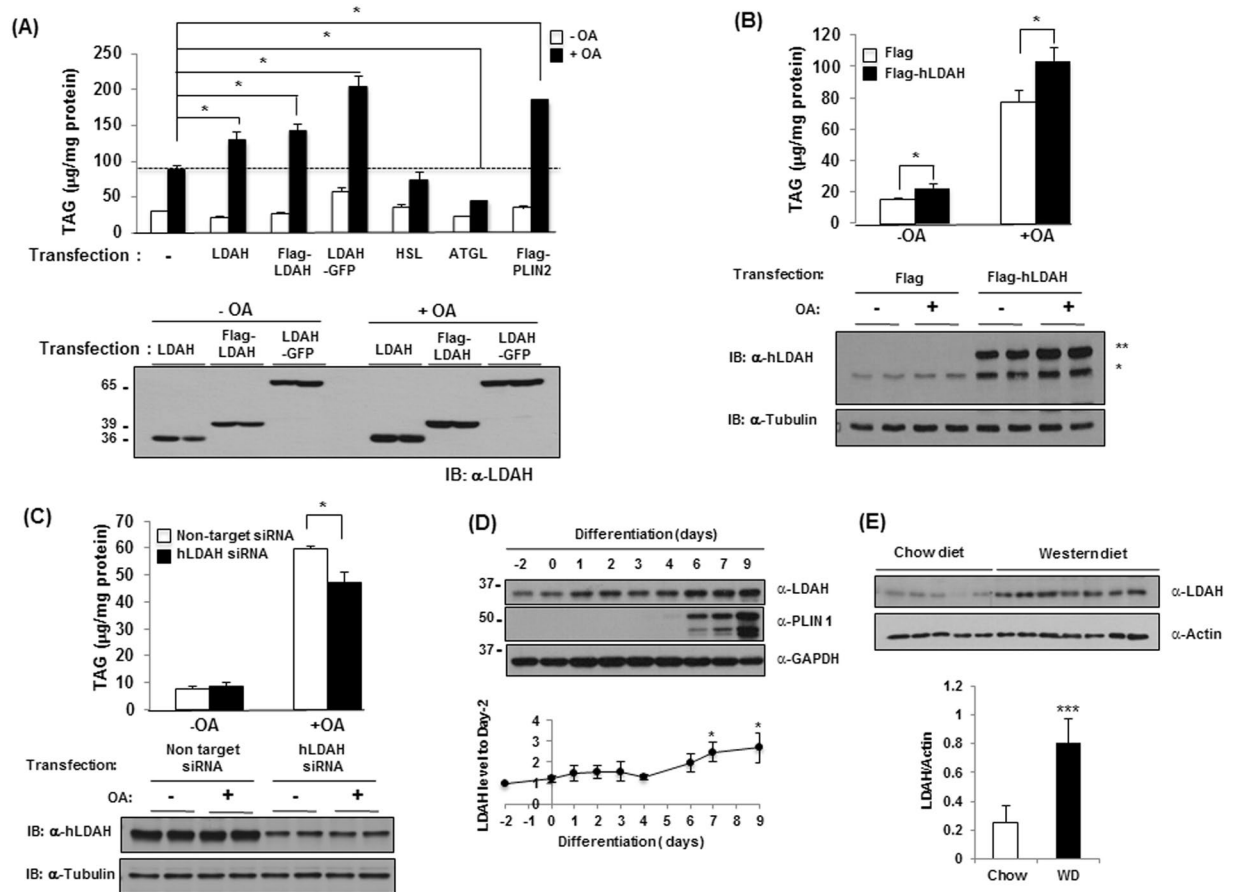 (A)
*
*
*
*
*
- OA
+ OA
TAG (µg/mg protein)
250
200
150
100
50
0
Transfection : - LDAH Flag-LDAH LDAH-GFP HSL ATGL Flag-PLIN2
- OA + OA
Transfection : LDAH Flag-LDAH LDAH-GFP LDAH Flag-LDAH LDAH-GFP
65 -
39 -
36 -
IB: α-LDAH
(B)
*
*
Flag
Flag-hLDAH
TAG (µg/mg protein)
120
100
80
60
40
20
0
-OA +OA
Transfection: Flag Flag-hLDAH
OA: - + - +
IB: α-hLDAH
**
*
IB: α-Tubulin
(C)
*
Non-target siRNA
hLDAH siRNA
TAG (µg/mg protein)
70
60
50
40
30
20
10
0
-OA +OA
Transfection: Non target siRNA hLDAH siRNA
OA: - + - +
IB: α-hLDAH
IB: α-Tubulin
(D)
Differentiation (days)
-2 0 1 2 3 4 6 7 9
37- α-LDAH
50 - α-PLIN1
37 - α-GAPDH
LDAH level to Day-2
4
3
2
1
0
* *
-2 -1 0 1 2 3 4 5 6 7 8 9
Differentiation ( days)
(E)
Chow diet Western diet
α-LDAH
α-Actin
LDAH/Actin
1.2
1
0.8
0.6
0.4
0.2
0
***
Chow WD